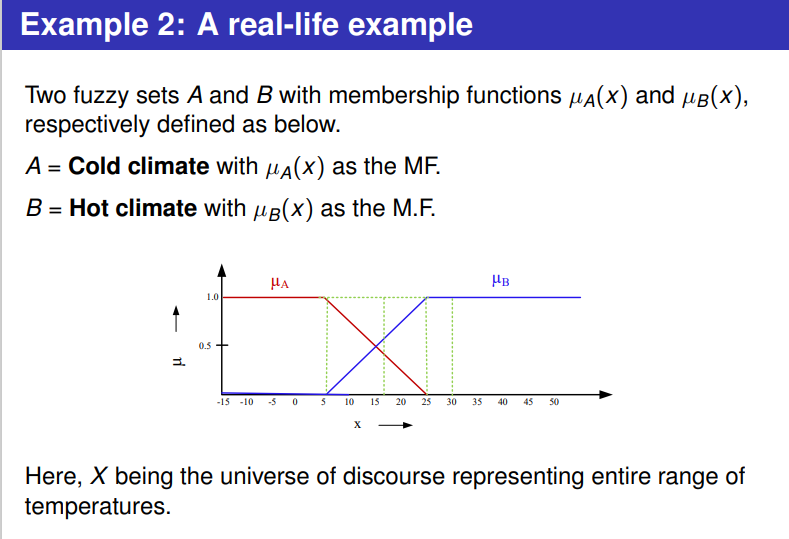 Example 2: A real-life example
Two fuzzy sets A and B with membership functions μA(x) and μB(x),
respectively defined as below.
A = Cold climate with μA(x) as the MF.
B = Hot climate with μB(x) as the M.F.
μA
μB
1.0
0.5
μ
-15 -10 -5 0 5 10 15 20 25 30 35 40 45 50
x
Here, X being the universe of discourse representing entire range of
temperatures.